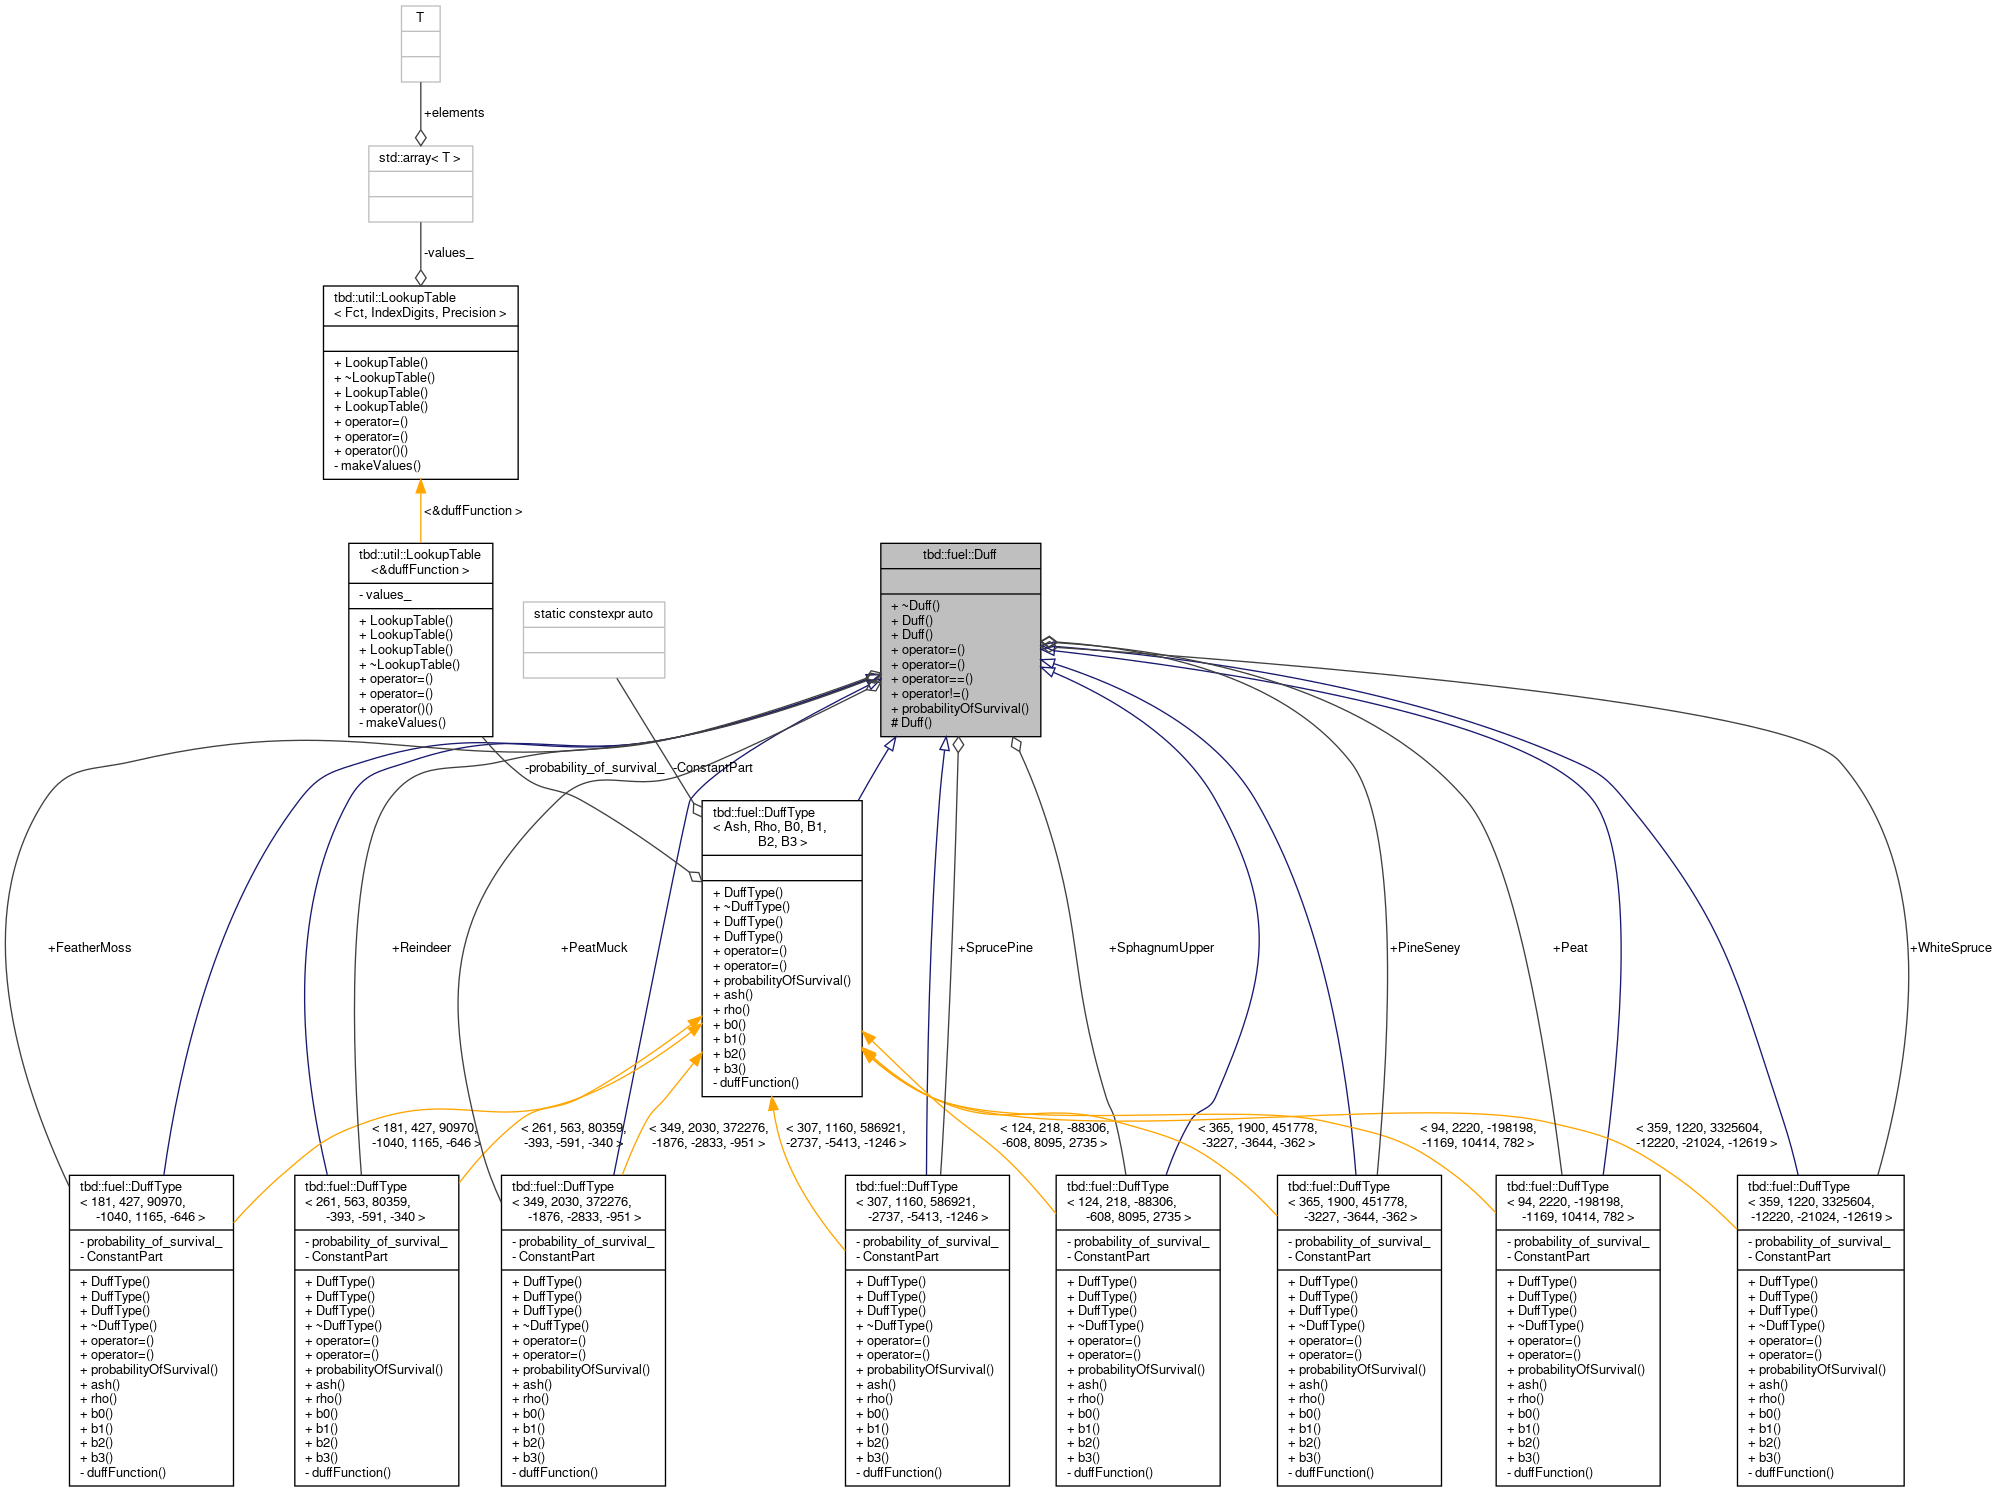 T
+elements
std::array< T >
-values_
tbd::util::LookupTable
< Fct, IndexDigits, Precision >
+ LookupTable()
+ ~LookupTable()
+ LookupTable()
+ LookupTable()
+ operator=()
+ operator=()
+ operator()()
- makeValues()
<&duffFunction >
tbd::util::LookupTable
<&duffFunction >
- values_
+ LookupTable()
+ LookupTable()
+ LookupTable()
+ ~LookupTable()
+ operator=()
+ operator=()
+ operator()()
- makeValues()
static constexpr auto
tbd::fuel::Duff
+ ~Duff()
+ Duff()
+ Duff()
+ operator=()
+ operator=()
+ operator==()
+ operator!=()
+ probabilityOfSurvival()
# Duff()
-probability_of_survival_
-ConstantPart
tbd::fuel::DuffType
< Ash, Rho, B0, B1,
B2, B3 >
+ DuffType()
+ ~DuffType()
+ DuffType()
+ DuffType()
+ operator=()
+ operator=()
+ probabilityOfSurvival()
+ ash()
+ rho()
+ b0()
+ b1()
+ b2()
+ b3()
- duffFunction()
+FeatherMoss
+Reindeer
+PeatMuck
+SprucePine
+SphagnumUpper
+PineSeney
+Peat
+WhiteSpruce
< 181, 427, 90970,
-1040, 1165, -646 >
< 261, 563, 80359,
-393, -591, -340 >
< 349, 2030, 372276,
-1876, -2833, -951 >
< 307, 1160, 586921,
-2737, -5413, -1246 >
< 124, 218, -88306,
-608, 8095, 2735 >
< 365, 1900, 451778,
-3227, -3644, -362 >
< 94, 2220, -198198,
-1169, 10414, 782 >
< 359, 1220, 3325604,
-12220, -21024, -12619 >
tbd::fuel::DuffType
< 181, 427, 90970,
-1040, 1165, -646 >
- probability_of_survival_
- ConstantPart
+ DuffType()
+ DuffType()
+ DuffType()
+ ~DuffType()
+ operator=()
+ operator=()
+ probabilityOfSurvival()
+ ash()
+ rho()
+ b0()
+ b1()
+ b2()
+ b3()
- duffFunction()
tbd::fuel::DuffType
< 261, 563, 80359,
-393, -591, -340 >
- probability_of_survival_
- ConstantPart
+ DuffType()
+ DuffType()
+ DuffType()
+ ~DuffType()
+ operator=()
+ operator=()
+ probabilityOfSurvival()
+ ash()
+ rho()
+ b0()
+ b1()
+ b2()
+ b3()
- duffFunction()
tbd::fuel::DuffType
< 349, 2030, 372276,
-1876, -2833, -951 >
- probability_of_survival_
- ConstantPart
+ DuffType()
+ DuffType()
+ DuffType()
+ ~DuffType()
+ operator=()
+ operator=()
+ probabilityOfSurvival()
+ ash()
+ rho()
+ b0()
+ b1()
+ b2()
+ b3()
- duffFunction()
tbd::fuel::DuffType
< 307, 1160, 586921,
-2737, -5413, -1246 >
- probability_of_survival_
- ConstantPart
+ DuffType()
+ DuffType()
+ DuffType()
+ ~DuffType()
+ operator=()
+ operator=()
+ probabilityOfSurvival()
+ ash()
+ rho()
+ b0()
+ b1()
+ b2()
+ b3()
- duffFunction()
tbd::fuel::DuffType
< 124, 218, -88306,
-608, 8095, 2735 >
- probability_of_survival_
- ConstantPart
+ DuffType()
+ DuffType()
+ DuffType()
+ ~DuffType()
+ operator=()
+ operator=()
+ probabilityOfSurvival()
+ ash()
+ rho()
+ b0()
+ b1()
+ b2()
+ b3()
- duffFunction()
tbd::fuel::DuffType
< 365, 1900, 451778,
-3227, -3644, -362 >
- probability_of_survival_
- ConstantPart
+ DuffType()
+ DuffType()
+ DuffType()
+ ~DuffType()
+ operator=()
+ operator=()
+ probabilityOfSurvival()
+ ash()
+ rho()
+ b0()
+ b1()
+ b2()
+ b3()
- duffFunction()
tbd::fuel::DuffType
< 94, 2220, -198198,
-1169, 10414, 782 >
- probability_of_survival_
- ConstantPart
+ DuffType()
+ DuffType()
+ DuffType()
+ ~DuffType()
+ operator=()
+ operator=()
+ probabilityOfSurvival()
+ ash()
+ rho()
+ b0()
+ b1()
+ b2()
+ b3()
- duffFunction()
tbd::fuel::DuffType
< 359, 1220, 3325604,
-12220, -21024, -12619 >
- probability_of_survival_
- ConstantPart
+ DuffType()
+ DuffType()
+ DuffType()
+ ~DuffType()
+ operator=()
+ operator=()
+ probabilityOfSurvival()
+ ash()
+ rho()
+ b0()
+ b1()
+ b2()
+ b3()
- duffFunction()